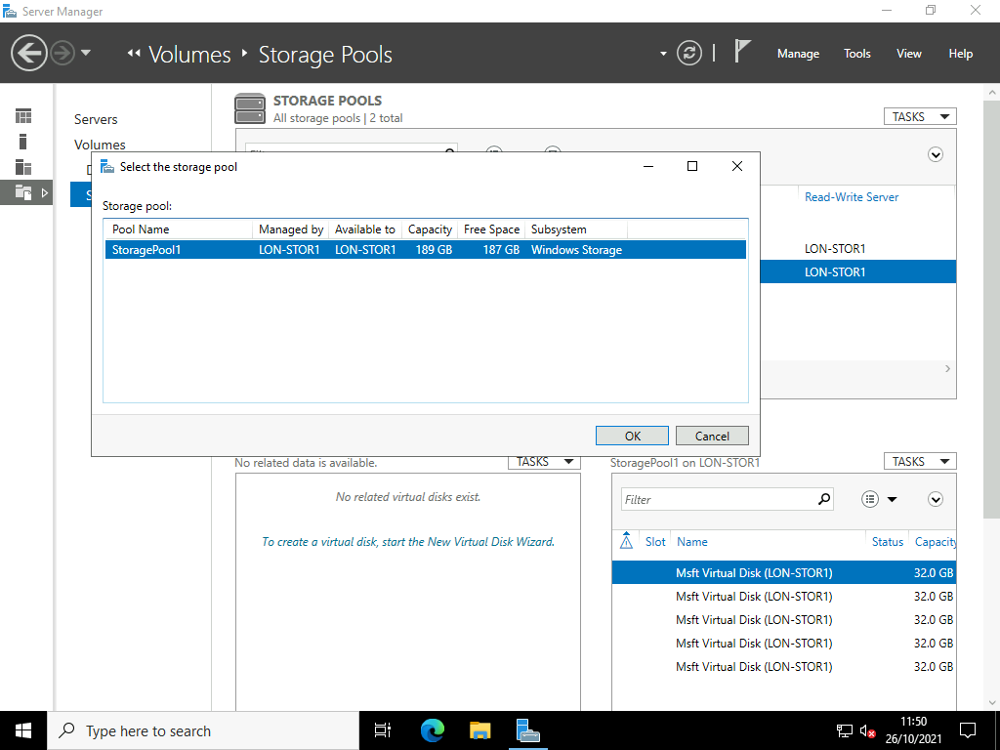 Server Manager
Volumes
Storage Pools
Manage
Tools
View
Help
Servers
Volumes
STORAGE POOLS
All storage pools | 2 total
TASKS
Read-Write Server
LON-STOR1
LON-STOR1
Select the storage pool
Storage pool:
Pool Name Managed by Available to Capacity Free Space Subsystem
StoragePool1 LON-STOR1 LON-STOR1 189 GB 187 GB Windows Storage
OK
Cancel
No related data is available.
TASKS
No related virtual disks exist.
To create a virtual disk, start the New Virtual Disk Wizard.
StoragePool1 on LON-STOR1
TASKS
Filter
Slot Name Status Capacity
Msft Virtual Disk (LON-STOR1) 32.0 GB
Msft Virtual Disk (LON-STOR1) 32.0 GB
Msft Virtual Disk (LON-STOR1) 32.0 GB
Msft Virtual Disk (LON-STOR1) 32.0 GB
Msft Virtual Disk (LON-STOR1) 32.0 GB
Type here to search
11:50
26/10/2021